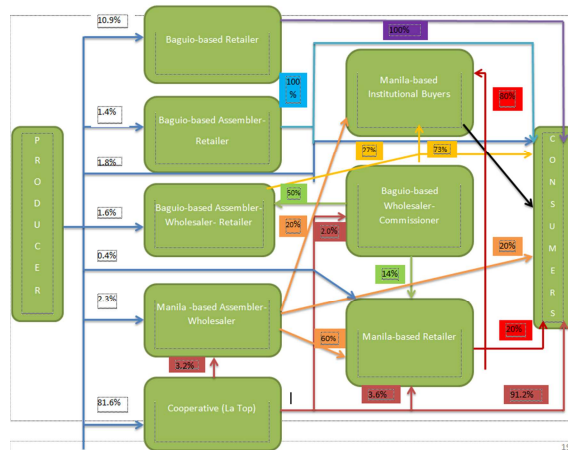 10.9%
Baguio-based Retailer
100%
Manila-based
Institutional Buyers
80%
100
%
1.4%
Baguio-based Assembler-
Retailer
P
R
O
D
U
C
E
R
C
O
N
S
U
M
E
R
S
1.8%
27%
73%
1.6%
Baguio-based Assembler-
Wholesaler- Retailer
50%
Baguio-based
Wholesaler-
Commissioner
20%
2.0%
0.4%
20%
14%
2.3%
Manila -based Assembler-
Wholesaler
60%
Manila-based Retailer
20%
3.2%
81.6%
Cooperative (La Top)
3.6%
91.2%